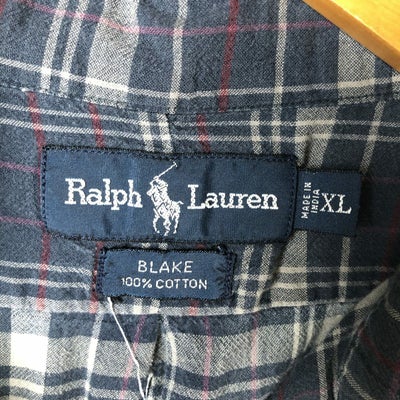 Ralph Lauren
MADE IN
INDIA
XL
BLAKE
100% COTTON